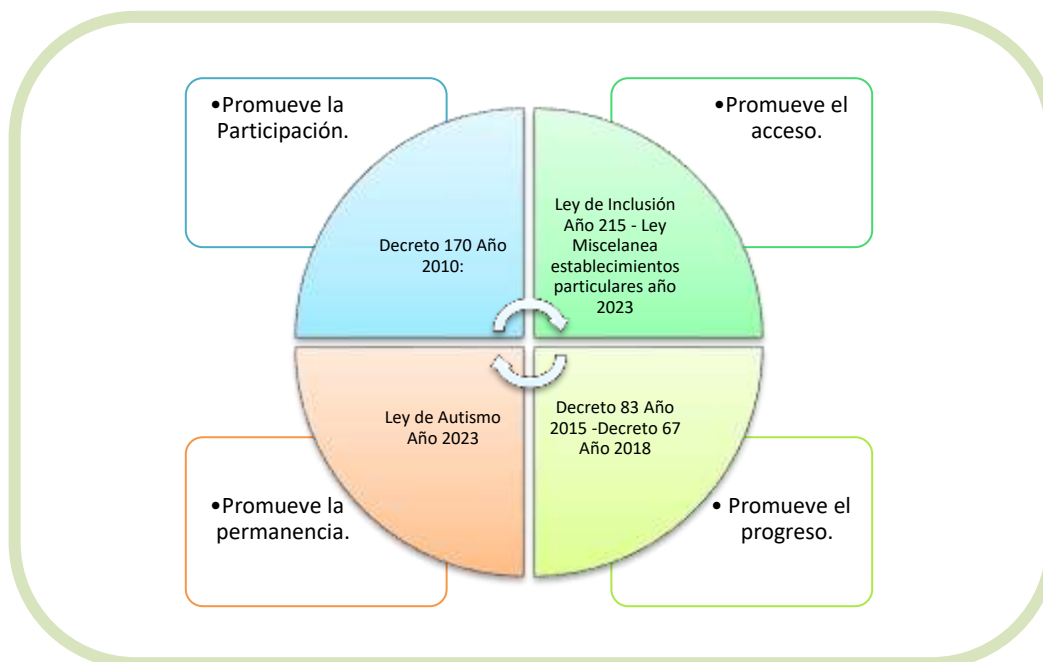 •Promueve la
Participación.
•Promueve el
acceso.
Decreto 170 Año
2010:
Ley de Inclusión
Año 215 - Ley
Miscelanea
establecimientos
particulares año
2023
Ley de Autismo
Año 2023
Decreto 83 Año
2015 -Decreto 67
Año 2018
•Promueve la
permanencia.
• Promueve el
progreso.